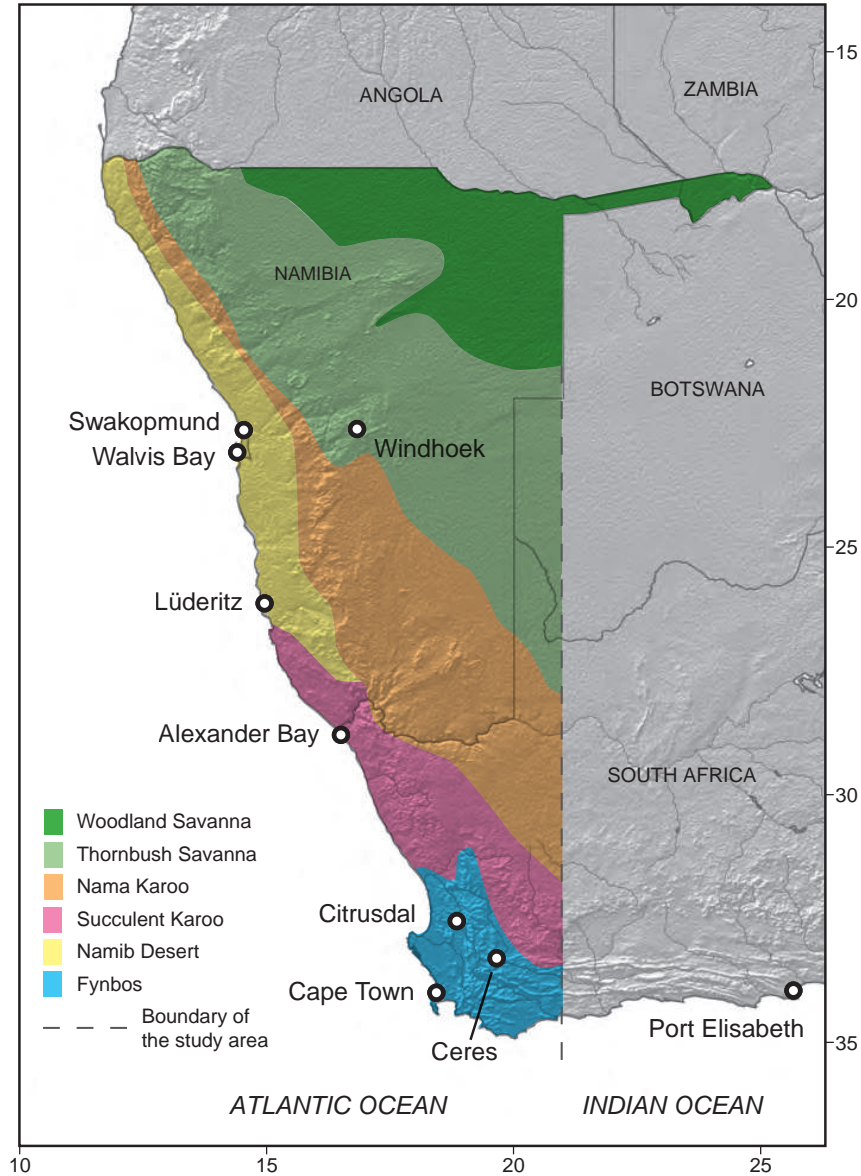 ANGOLA
ZAMBIA
15
NAMIBIA
20
BOTSWANA
Swakopmund
Walvis Bay
Windhoek
25
Lüderitz
Alexander Bay
SOUTH AFRICA
30
Woodland Savanna
Thornbush Savanna
Nama Karoo
Succulent Karoo
Namib Desert
Fynbos
Boundary of
the study area
Citrusdal
Cape Town
Ceres
Port Elisabeth
35
ATLANTIC OCEAN
INDIAN OCEAN
10
15
20
25